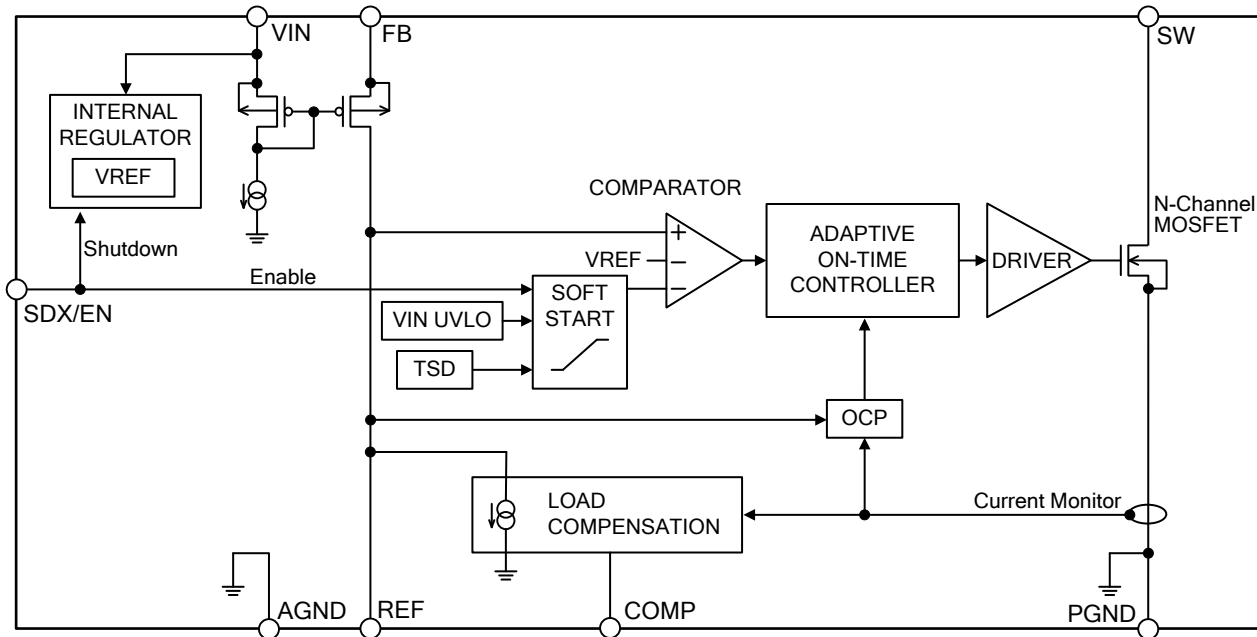 VIN
FB
SW
INTERNAL
REGULATOR
VREF
COMPARATOR
N-Channel
MOSFET
Shutdown
+
ADAPTIVE
ON-TIME
CONTROLLER
DRIVER
VREF
−
−
Enable
SOFT
START
SDX/EN
VIN UVLO
TSD
OCP
LOAD
COMPENSATION
Current Monitor
AGND
REF
COMP
PGND